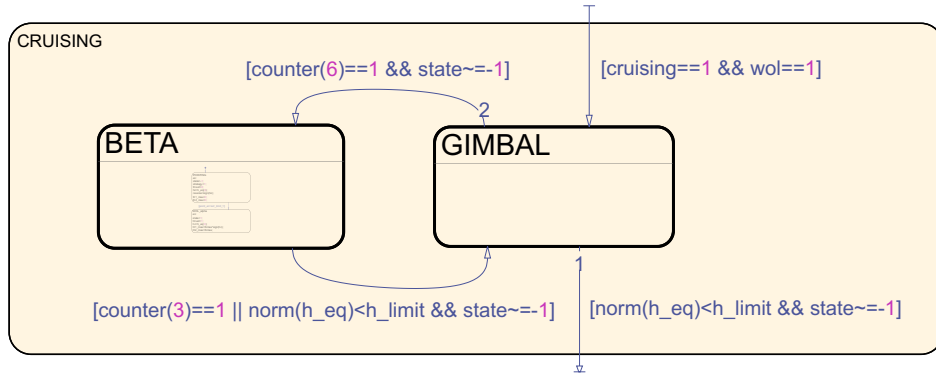 CRUISING
[counter(6)==1 && state~=-1]
[cruising==1 && wol==1]
2
BETA
GIMBAL
1
[counter(3)==1 || norm(h_eq)<h_limit && state~=-1]
[norm(h_eq)<h_limit && state~=-1]